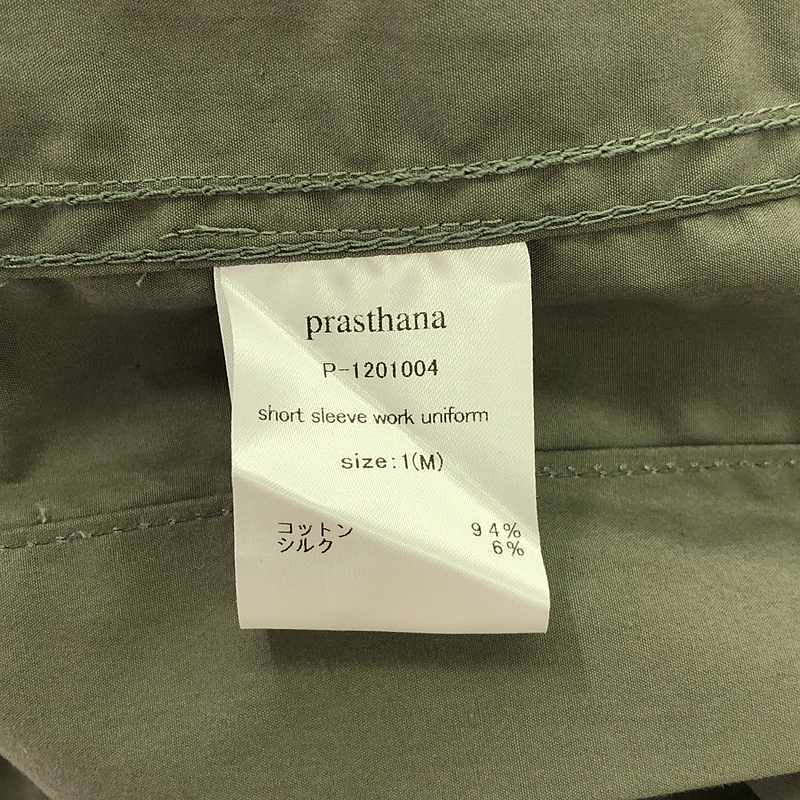 prasthana
P-1201004
short sleeve work uniform
size:1(M)
コットン 94%
シルク 6%